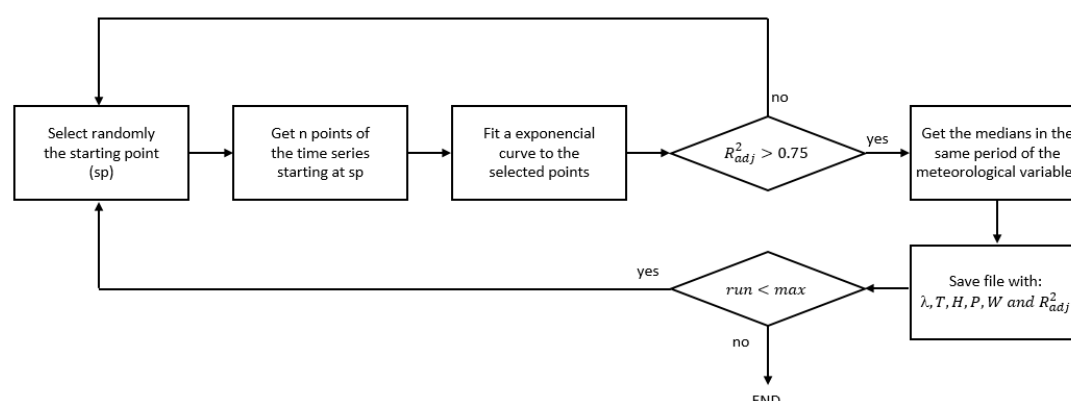 no
Select randomly
the starting point
(sp)
Get n points of
the time series
starting at sp
Fit a exponencial
curve to the
selected points
R²adj > 0.75
yes
Get the medians in the
same period of the
meteorological variable
yes
run < max
Save file with:
λ, T, H, P, W and R²adj
no
END